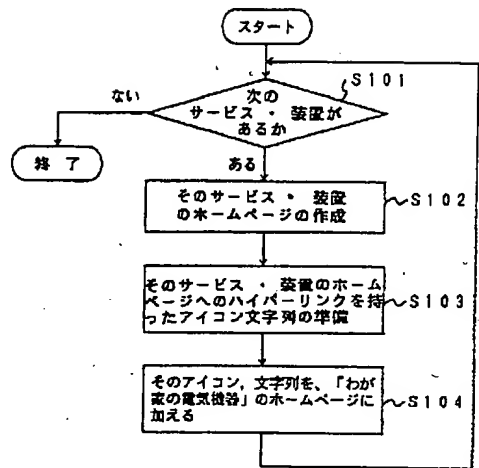 スタート
S101
次の
サービス・装置が
あるか
ない
終了
ある
そのサービス・装置
のホームページの作成
S102
そのサービス・装置のホーム
ページへのハイパーリンクを持
ったアイコン文字列の準備
S103
そのアイコン,文字列を、「わが
家の電気機器」のホームページに
加える
S104